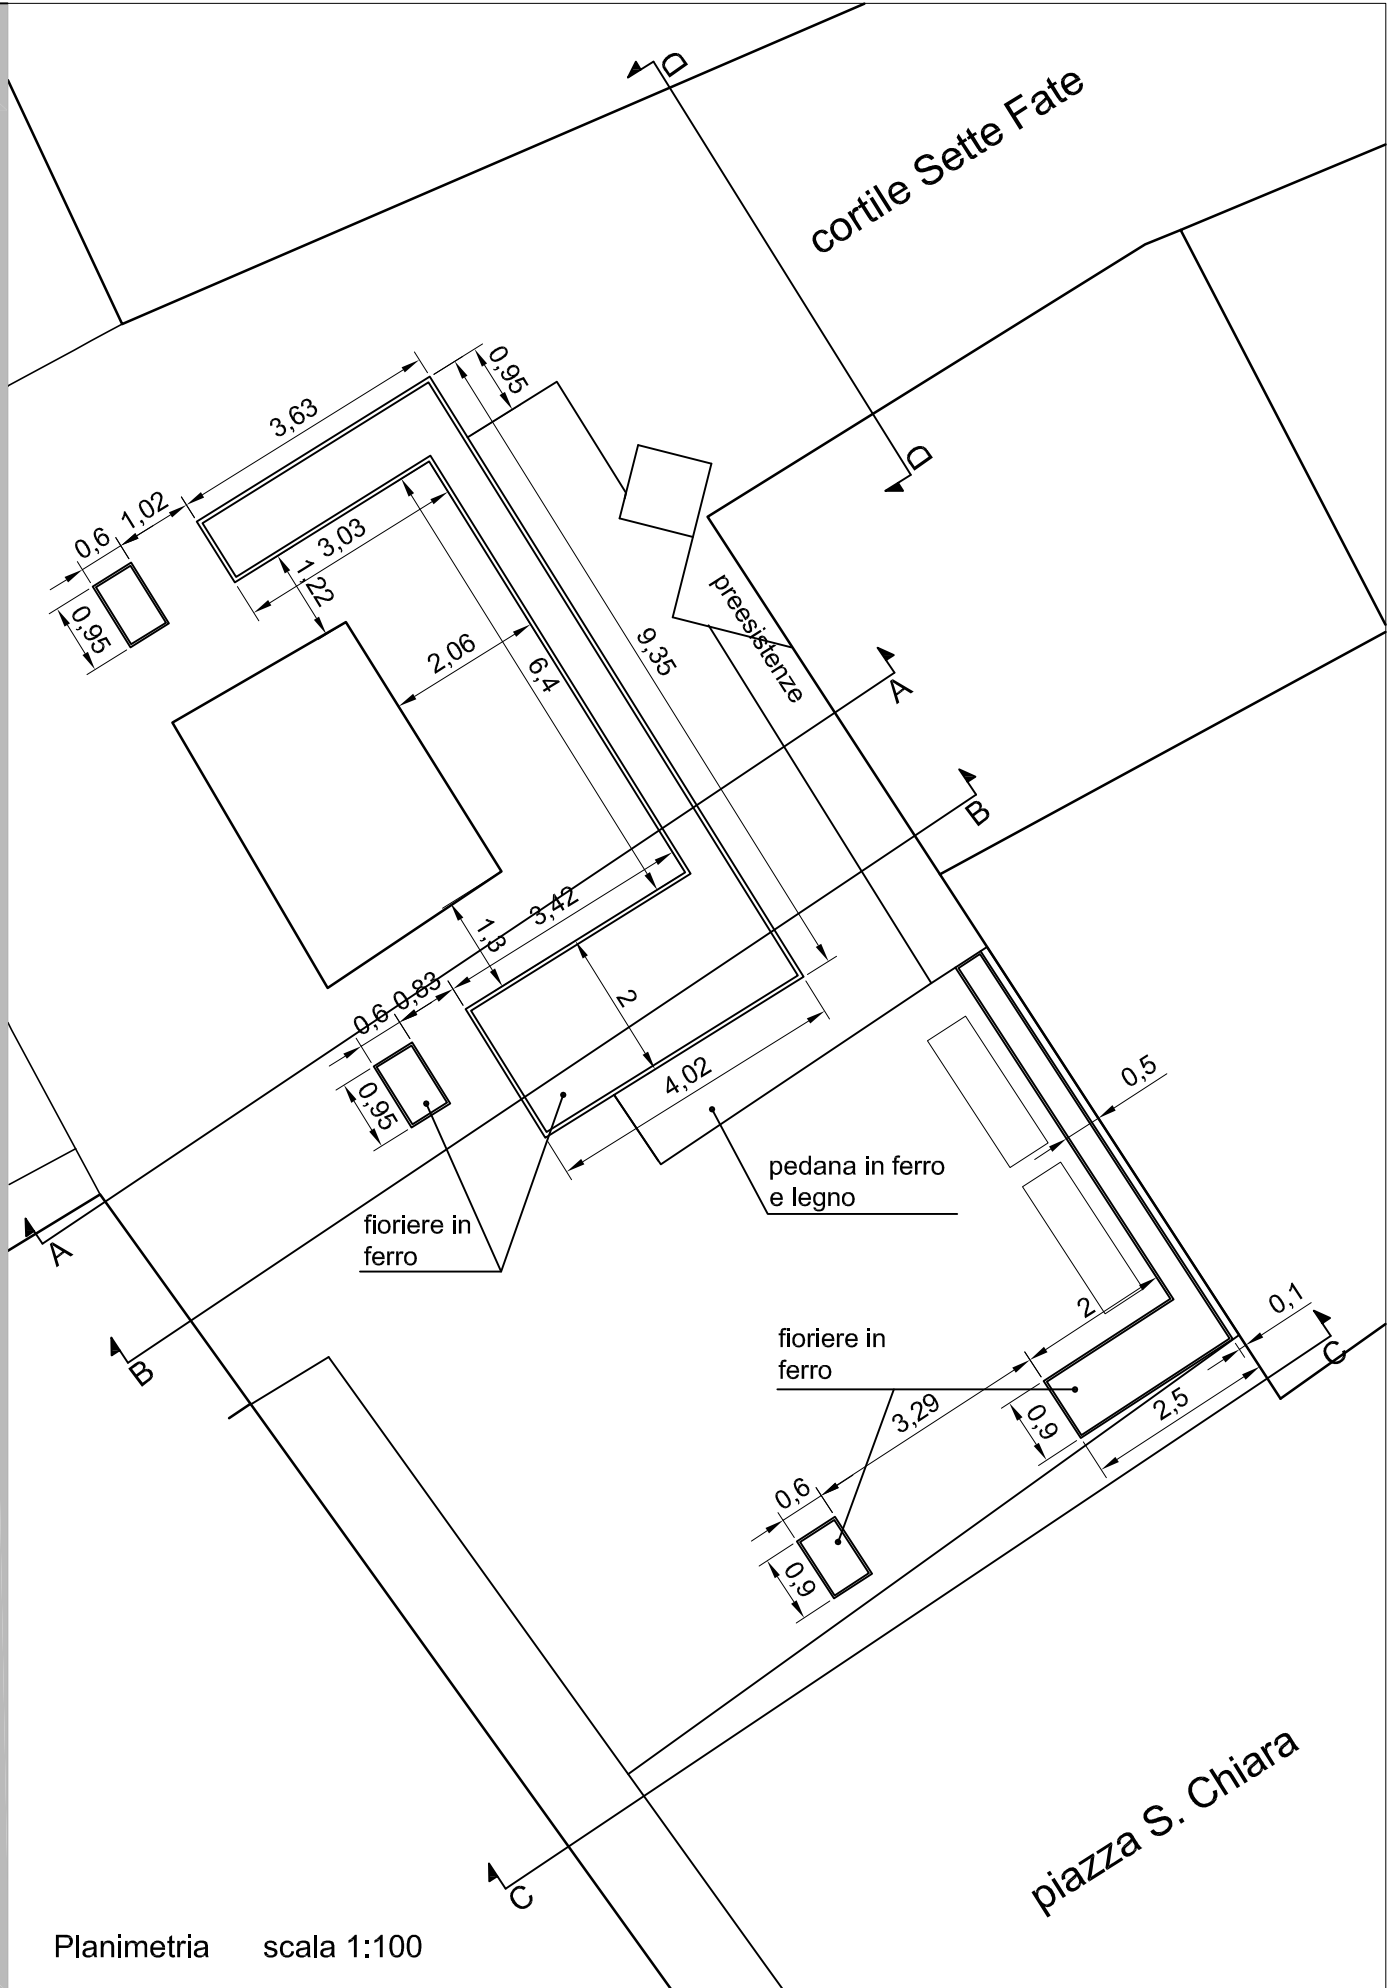 D
cortile Sette Fate
0,95
3,63
D
1,02
0,6
3,03
1,22
0,95
preesistenze
9,35
2,06
6,4
A
B
3,42
1,3
0,83
0,6
2
0,5
4,02
0,95
pedana in ferro
e legno
fioriere in
ferro
A
2
0,1
C
B
fioriere in
ferro
3,29
0,9
2,5
0,6
0,9
piazza S. Chiara
C
Planimetria scala 1:100